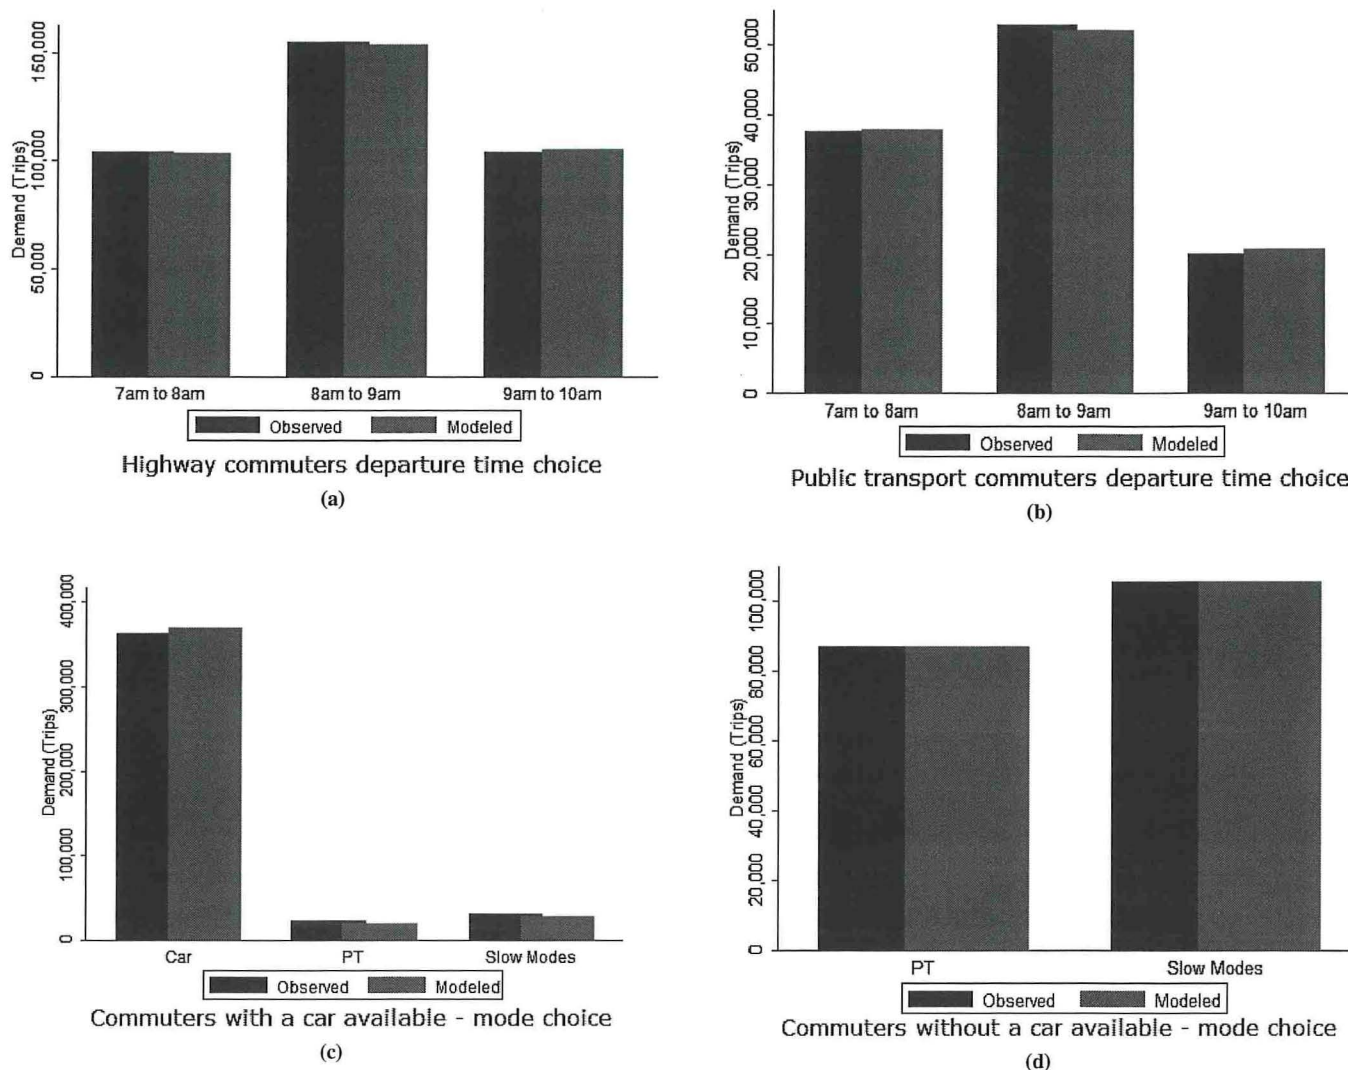 Demand (Trips)
150,000
100,000
50,000
0
7am to 8am
8am to 9am
9am to 10am
Observed
Modeled
Highway commuters departure time choice
(a)
Demand (Trips)
50,000
40,000
30,000
20,000
10,000
0
7am to 8am
8am to 9am
9am to 10am
Observed
Modeled
Public transport commuters departure time choice
(b)
Demand (Trips)
400,000
300,000
200,000
100,000
0
Car
PT
Slow Modes
Observed
Modeled
Commuters with a car available - mode choice
(c)
Demand (Trips)
100,000
80,000
60,000
40,000
20,000
0
PT
Slow Modes
Observed
Modeled
Commuters without a car available - mode choice
(d)